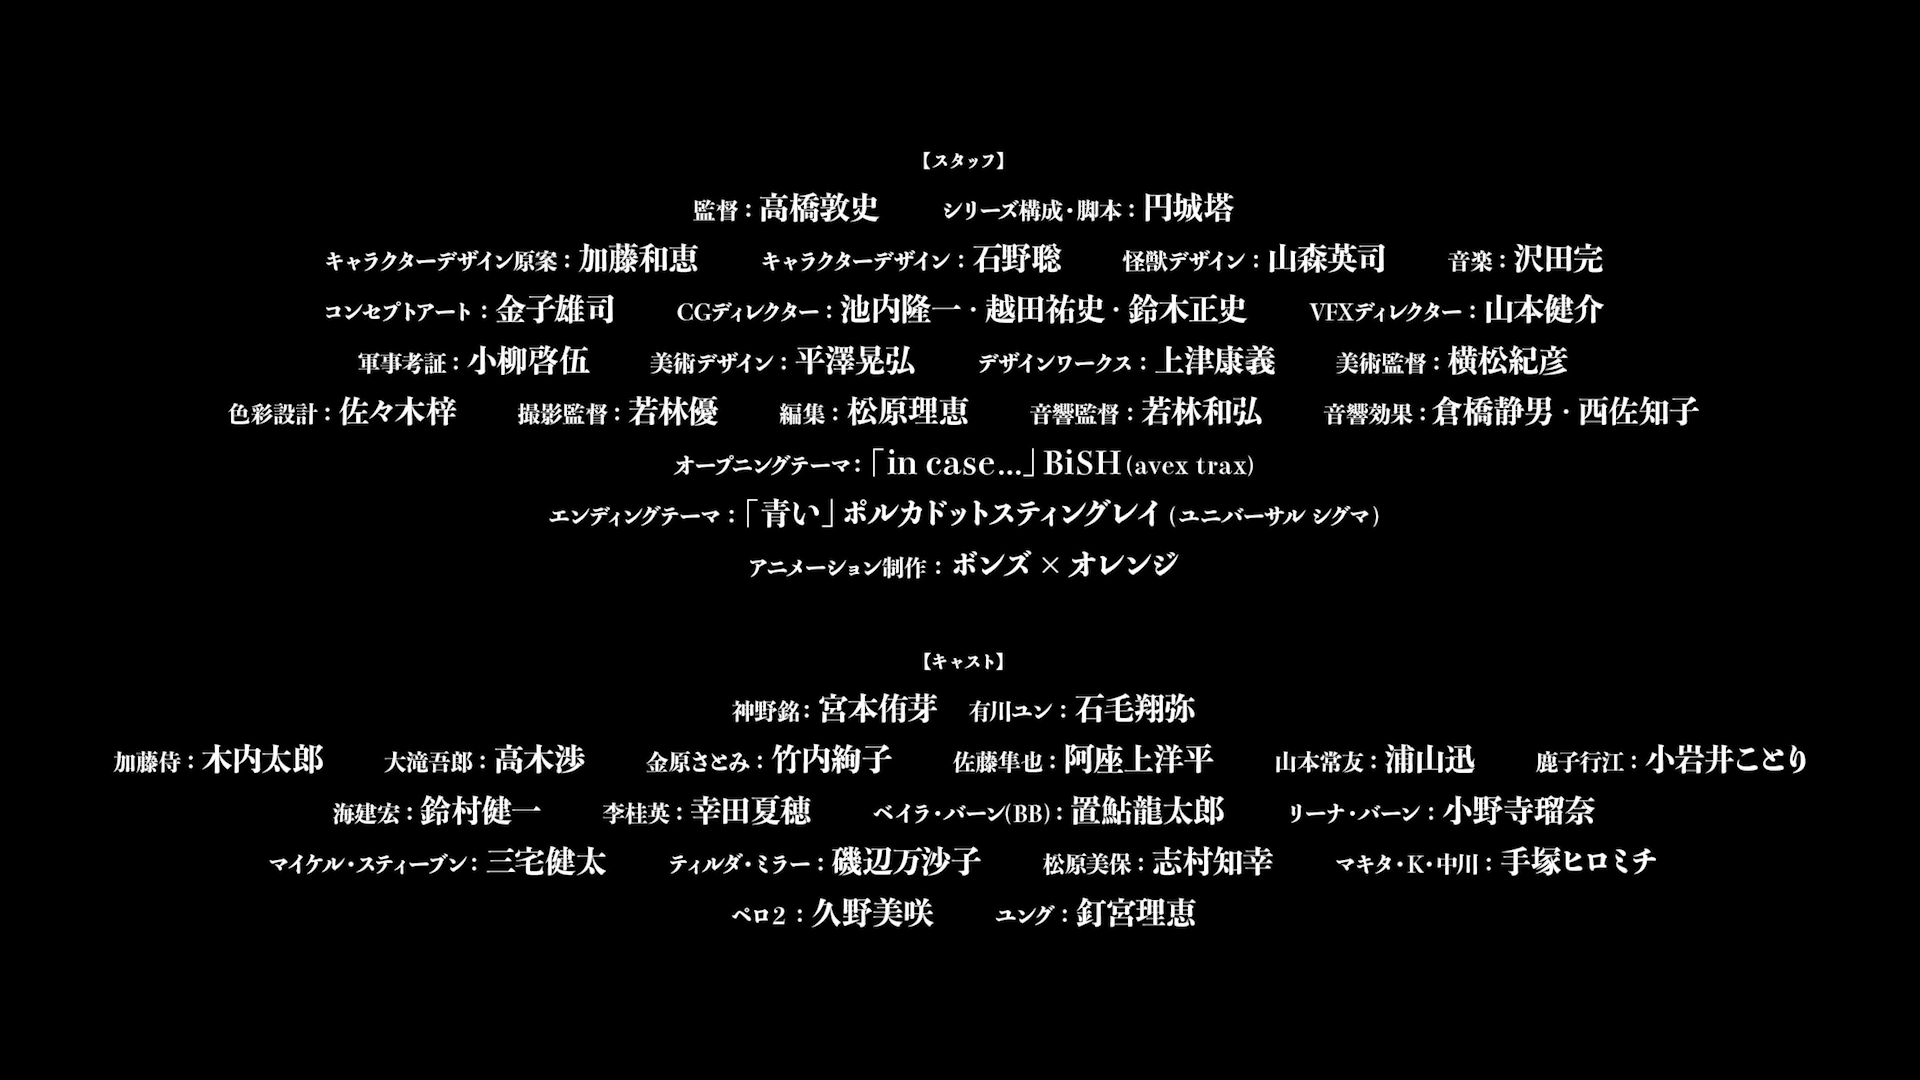 【スタッフ】
監督：高橋敦史　シリーズ構成・脚本：円城塔
キャラクターデザイン原案：加藤和恵　キャラクターデザイン：石野聡　怪獣デザイン：山森英司　音楽：沢田完
コンセプトアート：金子雄司　CGディレクター：池内隆一・越田祐史・鈴木正史　VFXディレクター：山本健介
軍事考証：小柳啓伍　美術デザイン：平澤晃弘　デザインワークス：上津康義　美術監督：横松紀彦
色彩設計：佐々木梓　撮影監督：若林優　編集：松原理恵　音響監督：若林和弘　音響効果：倉橋静男・西佐知子
オープニングテーマ：「in case...」BiSH(avex trax)
エンディングテーマ：「青い」ポルカドットスティングレイ(ユニバーサル シグマ)
アニメーション制作：ボンズ×オレンジ
【キャスト】
神野銘：宮本侑芽　有川ユン：石毛翔弥
加藤侍：木内太郎　大滝吾郎：高木渉　金原さとみ：竹内絢子　佐藤隼也：阿座上洋平　山本常友：浦山迅　鹿子行江：小岩井ことり
海建宏：鈴村健一　李桂英：幸田夏穂　ベイラ・バーン(BB)：置鮎龍太郎　リーナ・バーン：小野寺瑠奈
マイケル・スティーブン：三宅健太　ティルダ・ミラー：磯辺万沙子　松原美保：志村知幸　マキタ・K・中川：手塚ヒロミチ
ペロ2：久野美咲　ユング：釘宮理恵